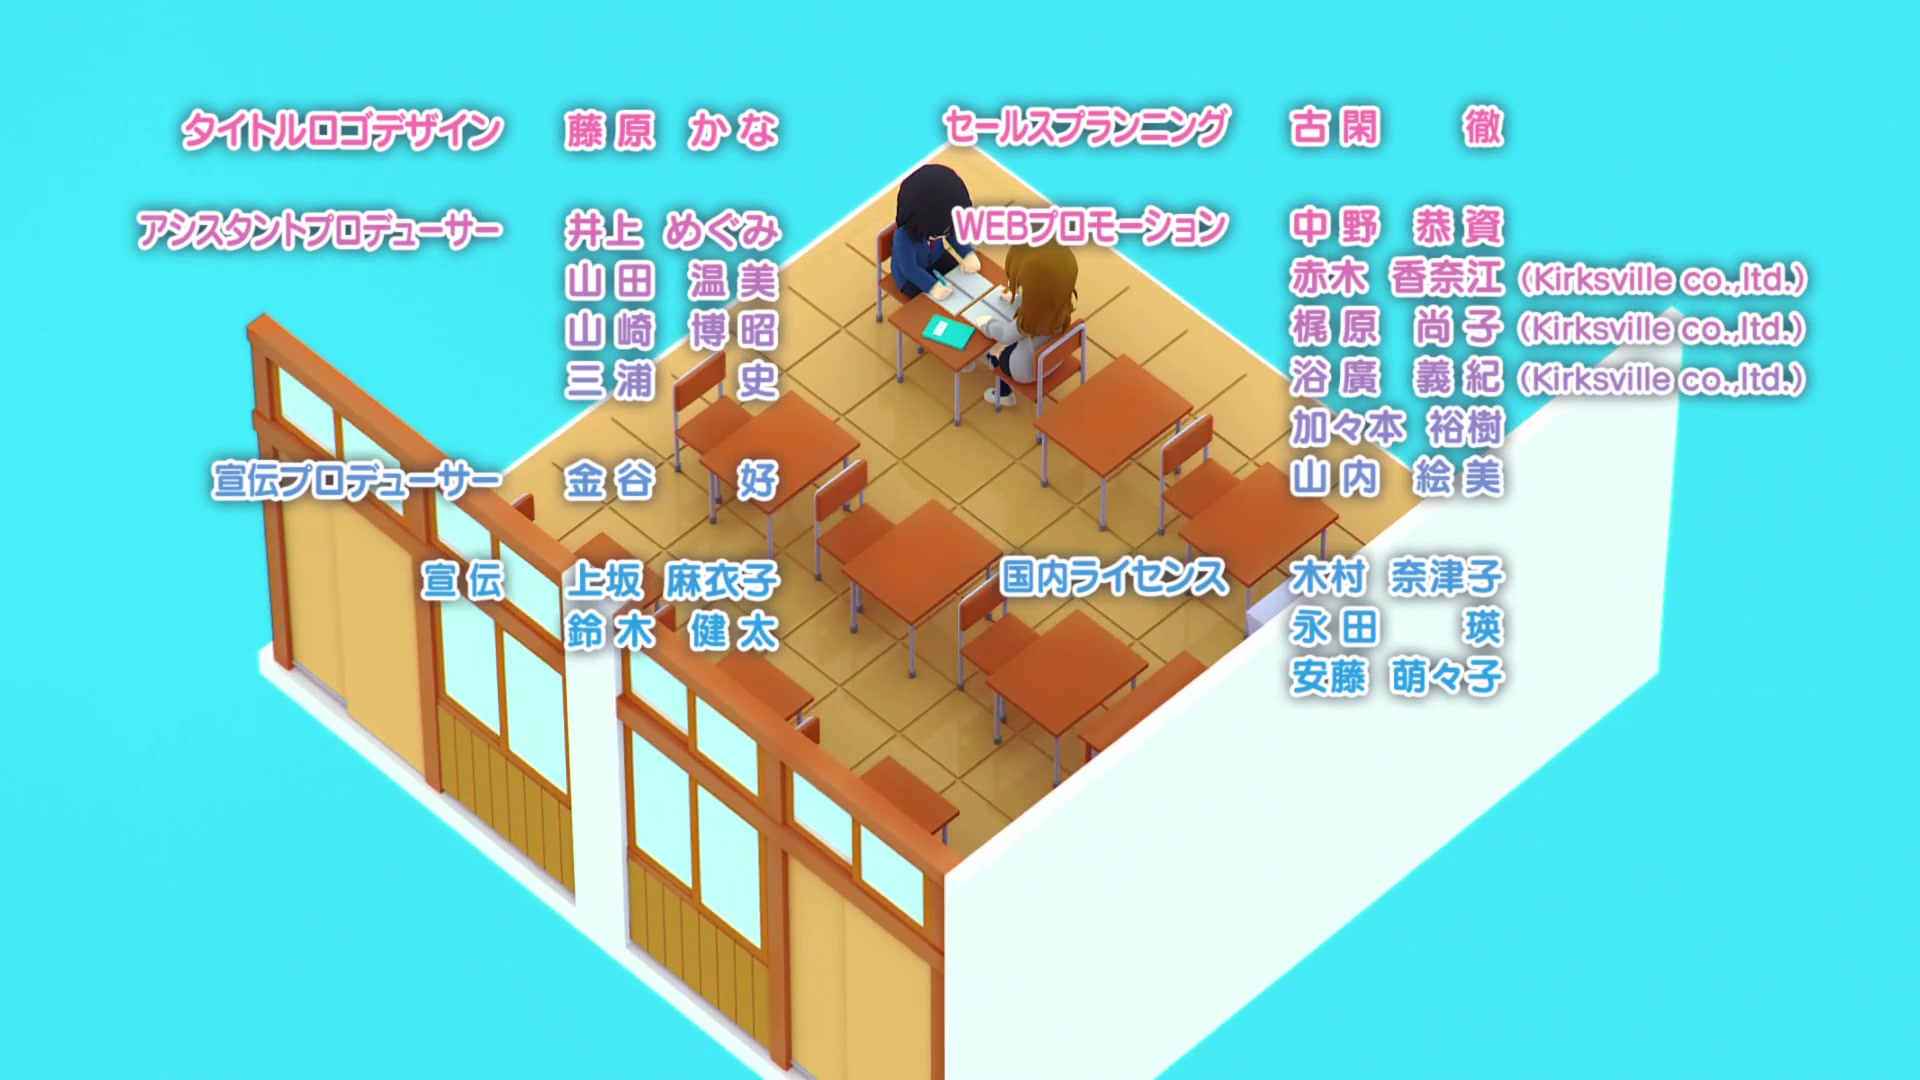 タイトルロゴデザイン 藤原 かな
アシスタントプロデューサー 井上 めぐみ
山田 温美
山崎 博昭
三浦 史
宣伝プロデューサー 金谷 好
宣伝 上坂 麻衣子
鈴木 健太
セールスプランニング 古閑 徹
WEBプロモーション 中野 恭資
赤木 香奈江 (Kirksville co.,ltd.)
梶原 尚子 (Kirksville co.,ltd.)
浴廣 義紀 (Kirksville co.,ltd.)
加々本 裕樹
山内 絵美
国内ライセンス 木村 奈津子
永田 瑛
安藤 萌々子